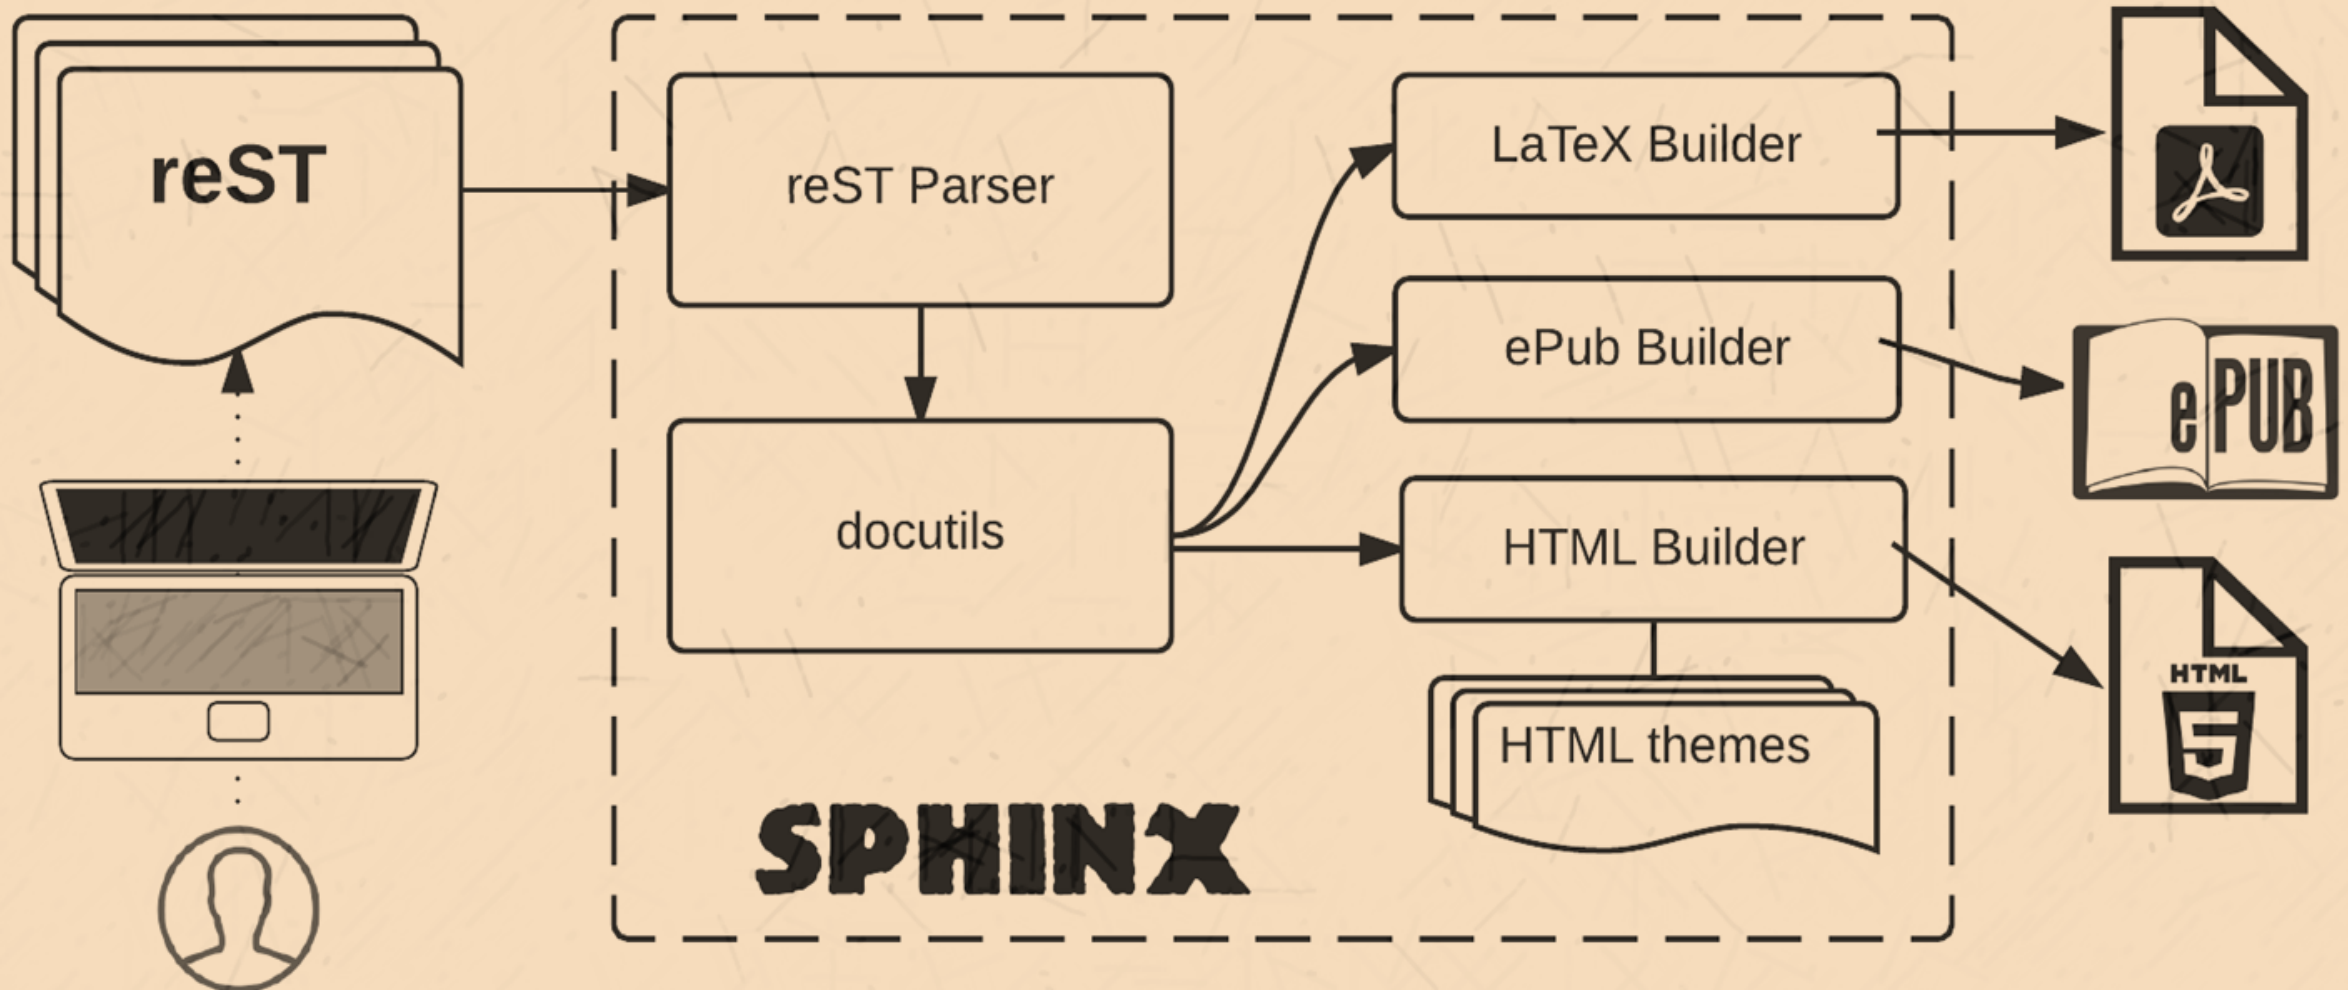 reST
reST Parser
docutils
LaTeX Builder
ePub Builder
HTML Builder
HTML themes
SPHINX
ePUB
HTML
5